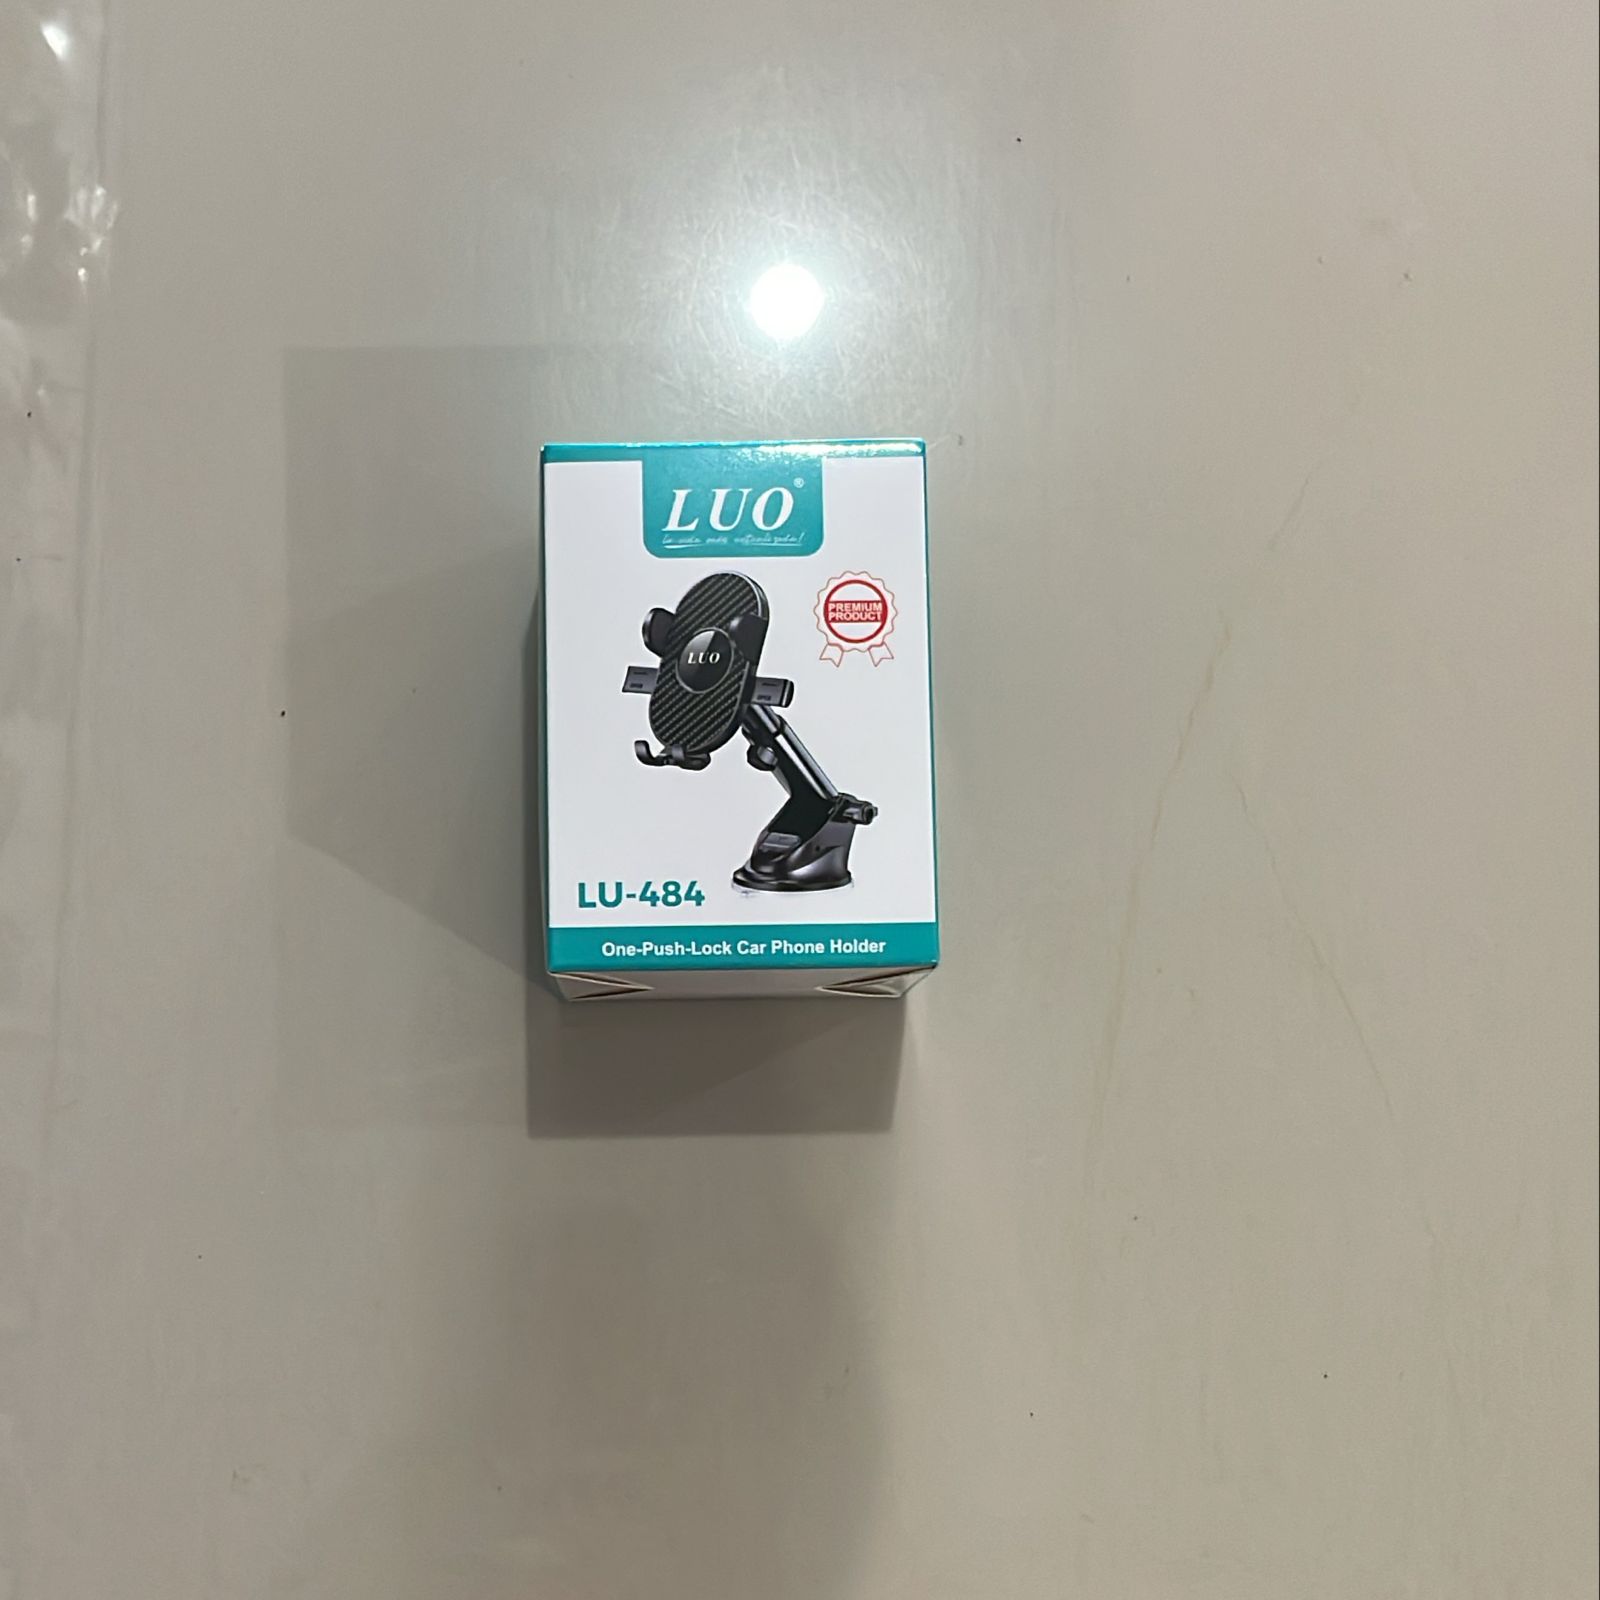 LUO®
PREMIUM
PRODUCT
LUO
LU-484
One-Push-Lock Car Phone Holder